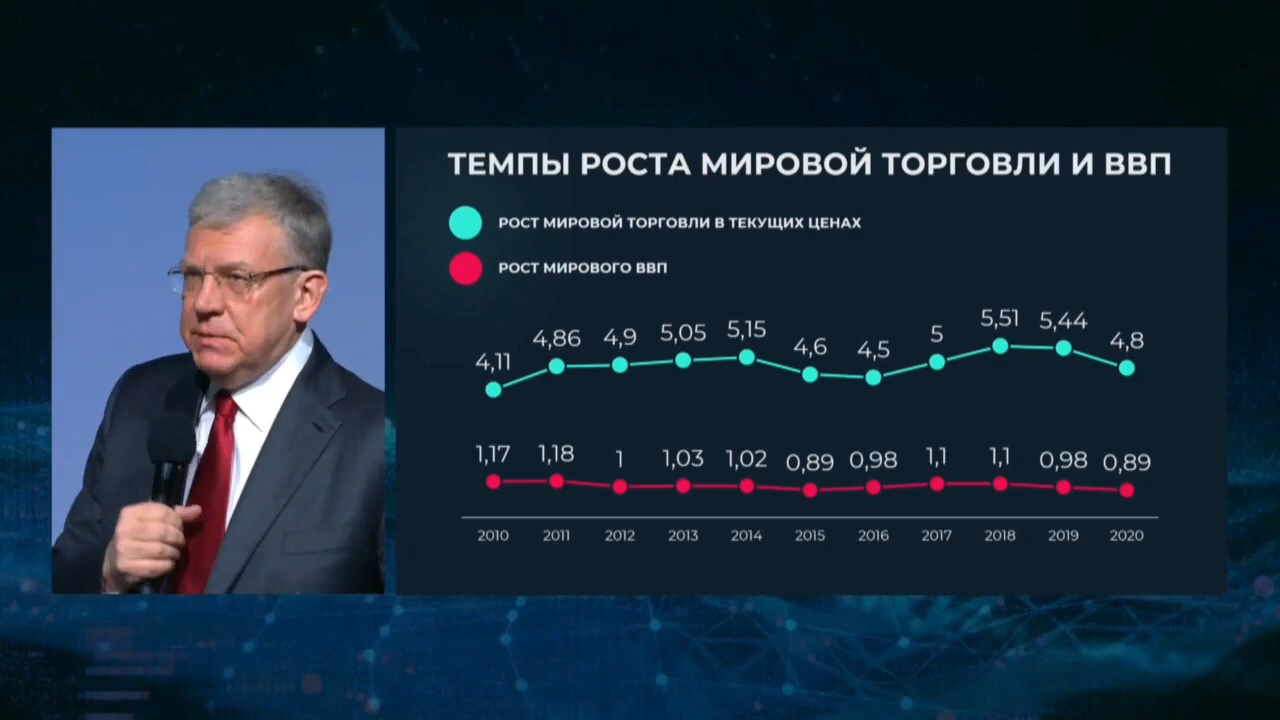 ТЕМПЫ РОСТА МИРОВОЙ ТОРГОВЛИ И ВВП
РОСТ МИРОВОЙ ТОРГОВЛИ В ТЕКУЩИХ ЦЕНАХ
РОСТ МИРОВОГО ВВП
4,11 4,86 4,9 5,05 5,15 4,6 4,5 5 5,51 5,44 4,8
1,17 1,18 1 1,03 1,02 0,89 0,98 1,1 1,1 0,98 0,89
2010 2011 2012 2013 2014 2015 2016 2017 2018 2019 2020